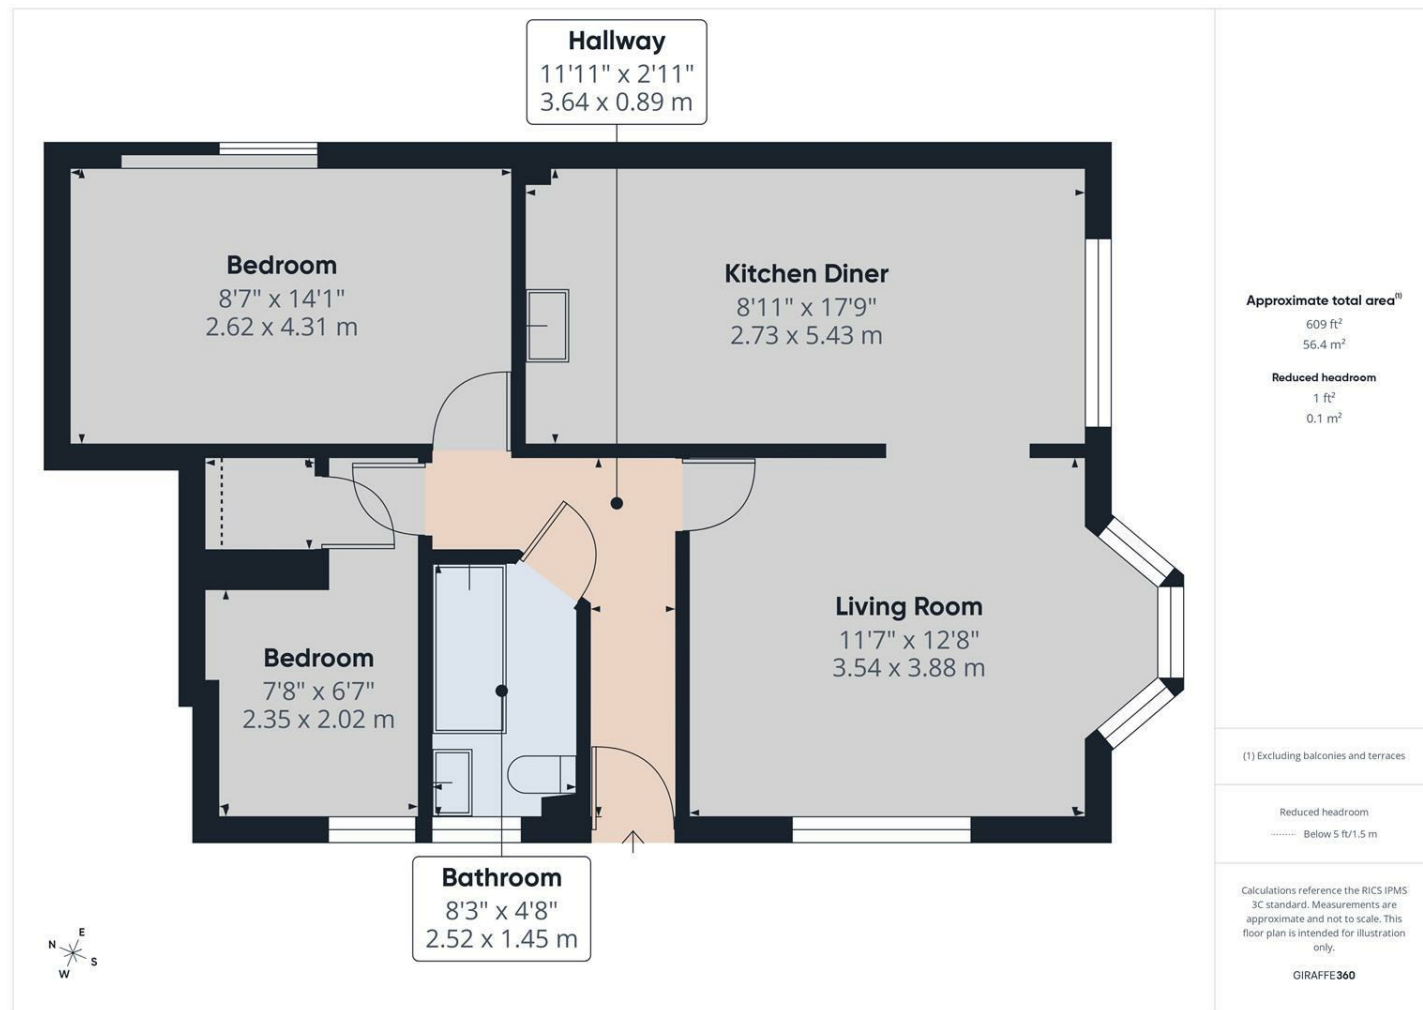 Hallway
11'11" x 2'11"
3.64 x 0.89 m
Bedroom
8'7" x 14'1"
2.62 x 4.31 m
Kitchen Diner
8'11" x 17'9"
2.73 x 5.43 m
Living Room
11'7" x 12'8"
3.54 x 3.88 m
Bedroom
7'8" x 6'7"
2.35 x 2.02 m
Bathroom
8'3" x 4'8"
2.52 x 1.45 m
N E
W S
Approximate total area(1)
609 ft²
56.4 m²
Reduced headroom
1 ft²
0.1 m²
(1) Excluding balconies and terraces
Reduced headroom
Below 5 ft/1.5 m
Calculations reference the RICS IPMS
3C standard. Measurements are
approximate and not to scale. This
floor plan is intended for illustration
only.
GIRAFFE360